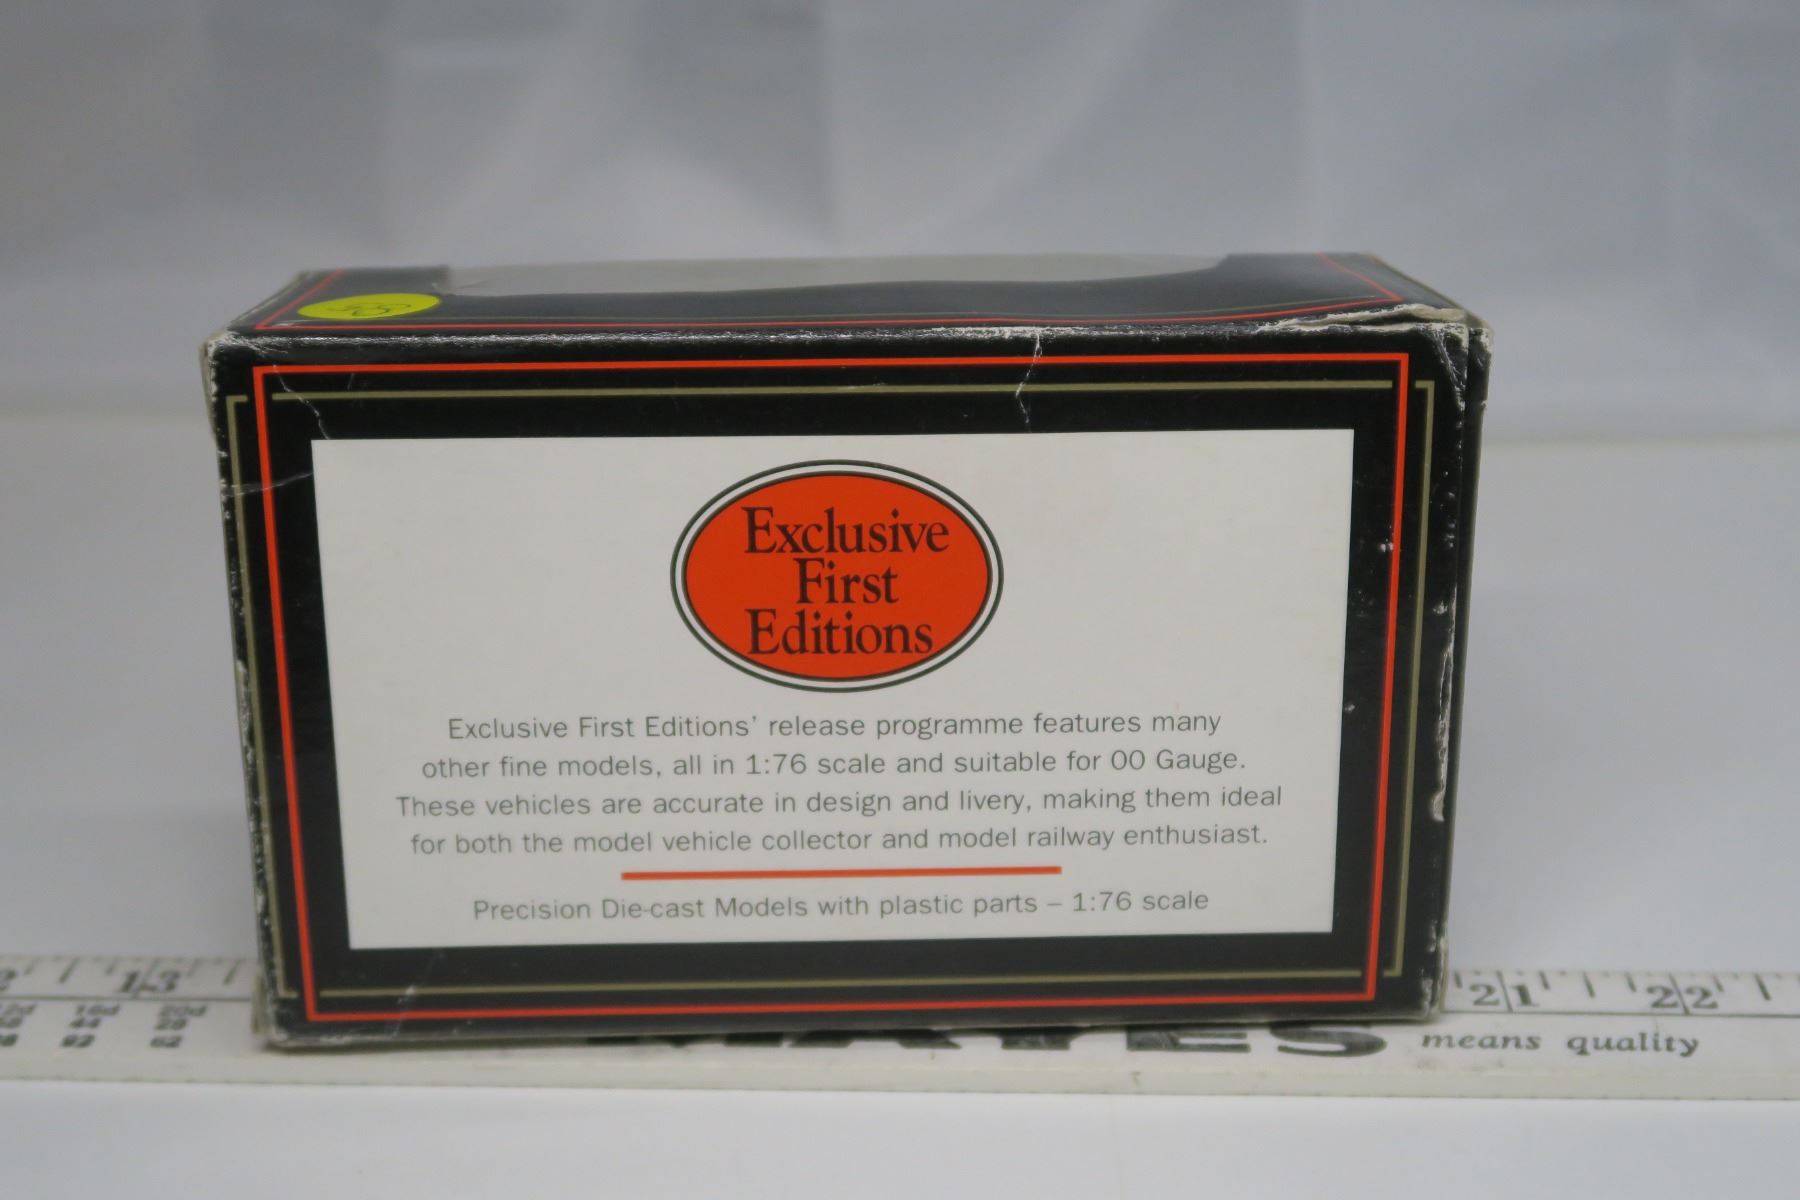 Exclusive
First
Editions
Exclusive First Editions' release programme features many
other fine models, all in 1:76 scale and suitable for 00 Gauge.
These vehicles are accurate in design and livery, making them ideal
for both the model vehicle collector and model railway enthusiast.
Precision Die-cast Models with plastic parts – 1:76 scale
13 21 22
16d 20d
44
means quality